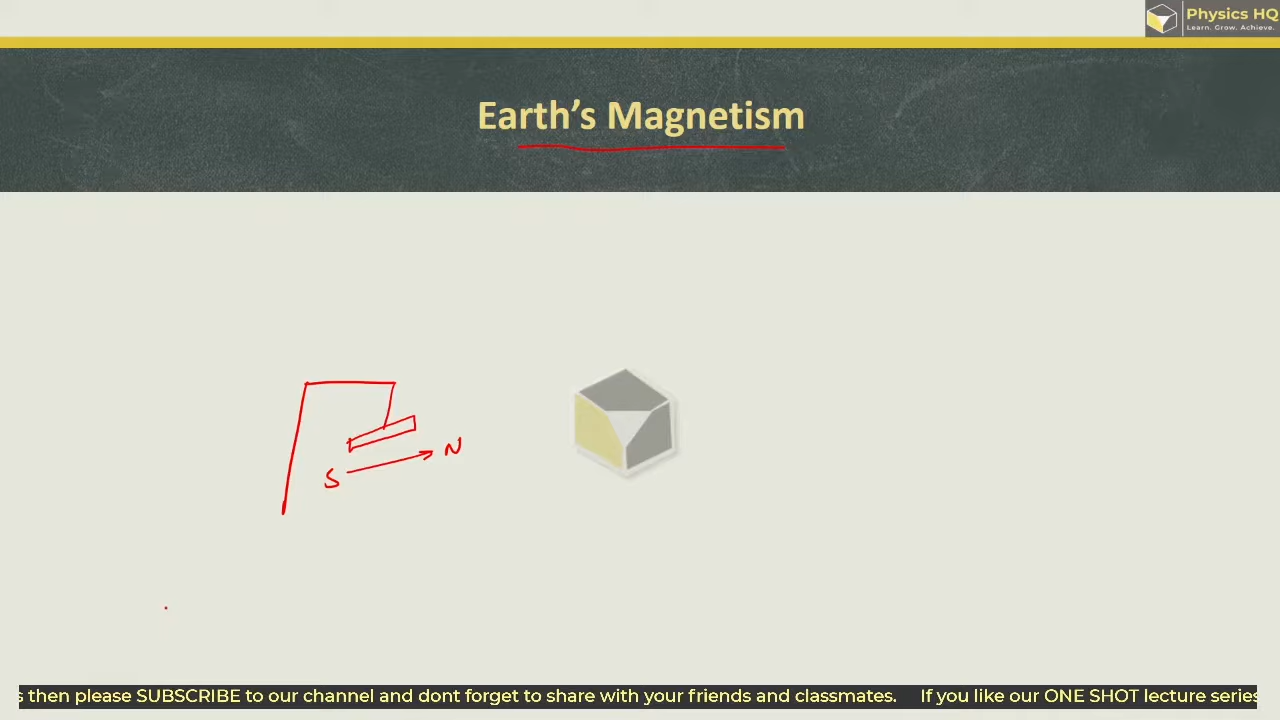 Physics HQ
Learn. Grow. Achieve.
Earth's Magnetism
N
S
then please SUBSCRIBE to our channel and dont forget to share with your friends and classmates. If you like our ONE SHOT lecture series